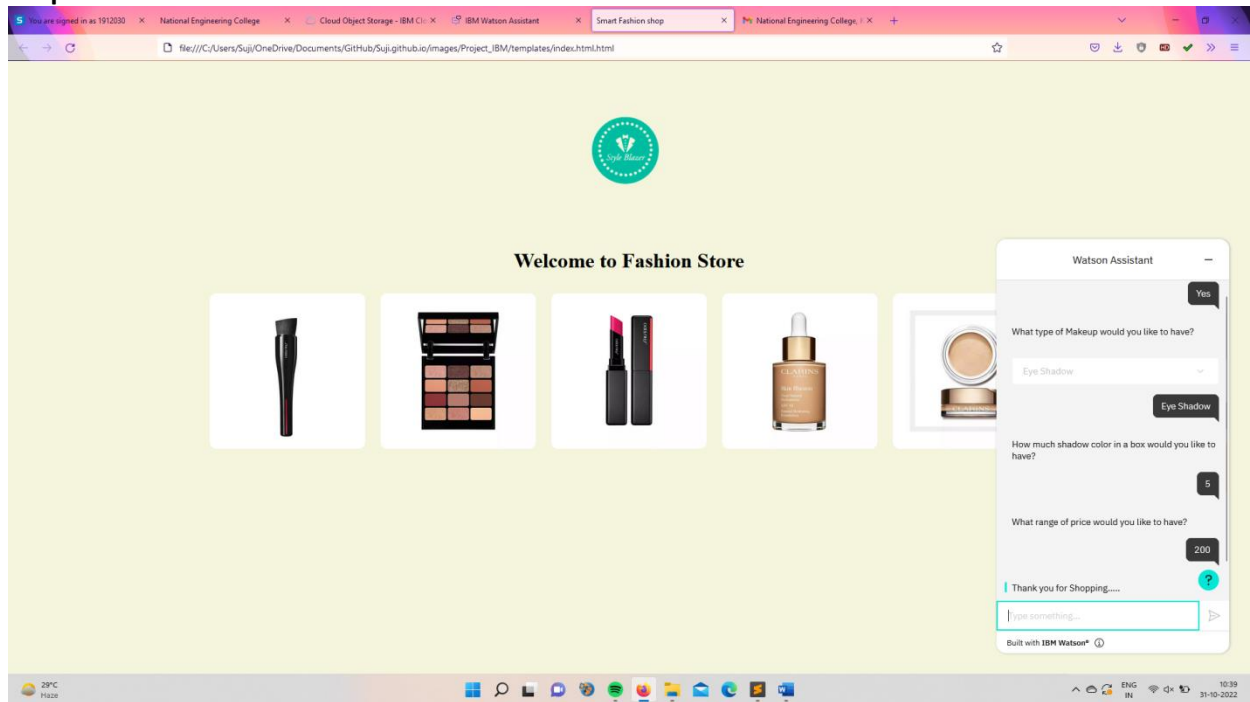 You are signed in as 1912030
National Engineering College
Cloud Object Storage - IBM Clo
IBM Watson Assistant
Smart Fashion shop
National Engineering College,
file:///C:/Users/Suji/OneDrive/Documents/GitHub/Suji.github.io/images/Project_IBM/templates/index.html.html
Style Blazer
Welcome to Fashion Store
CLARINS
Watson Assistant
Yes
What type of Makeup would you like to have?
Eye Shadow
Eye Shadow
How much shadow color in a box would you like to
have?
5
What range of price would you like to have?
200
?
Thank you for Shopping.....
Type something...
Built with IBM Watson®
29°C
Haze
ENG
IN
10:39
31-10-2022